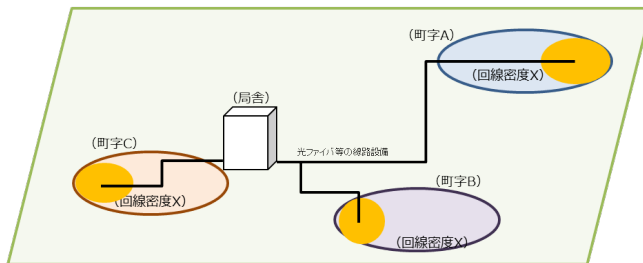 （町字A）
（回線密度X）
（局舎）
光ファイバ等の線路設備
（町字C）
（回線密度X）
（町字B）
（回線密度X）